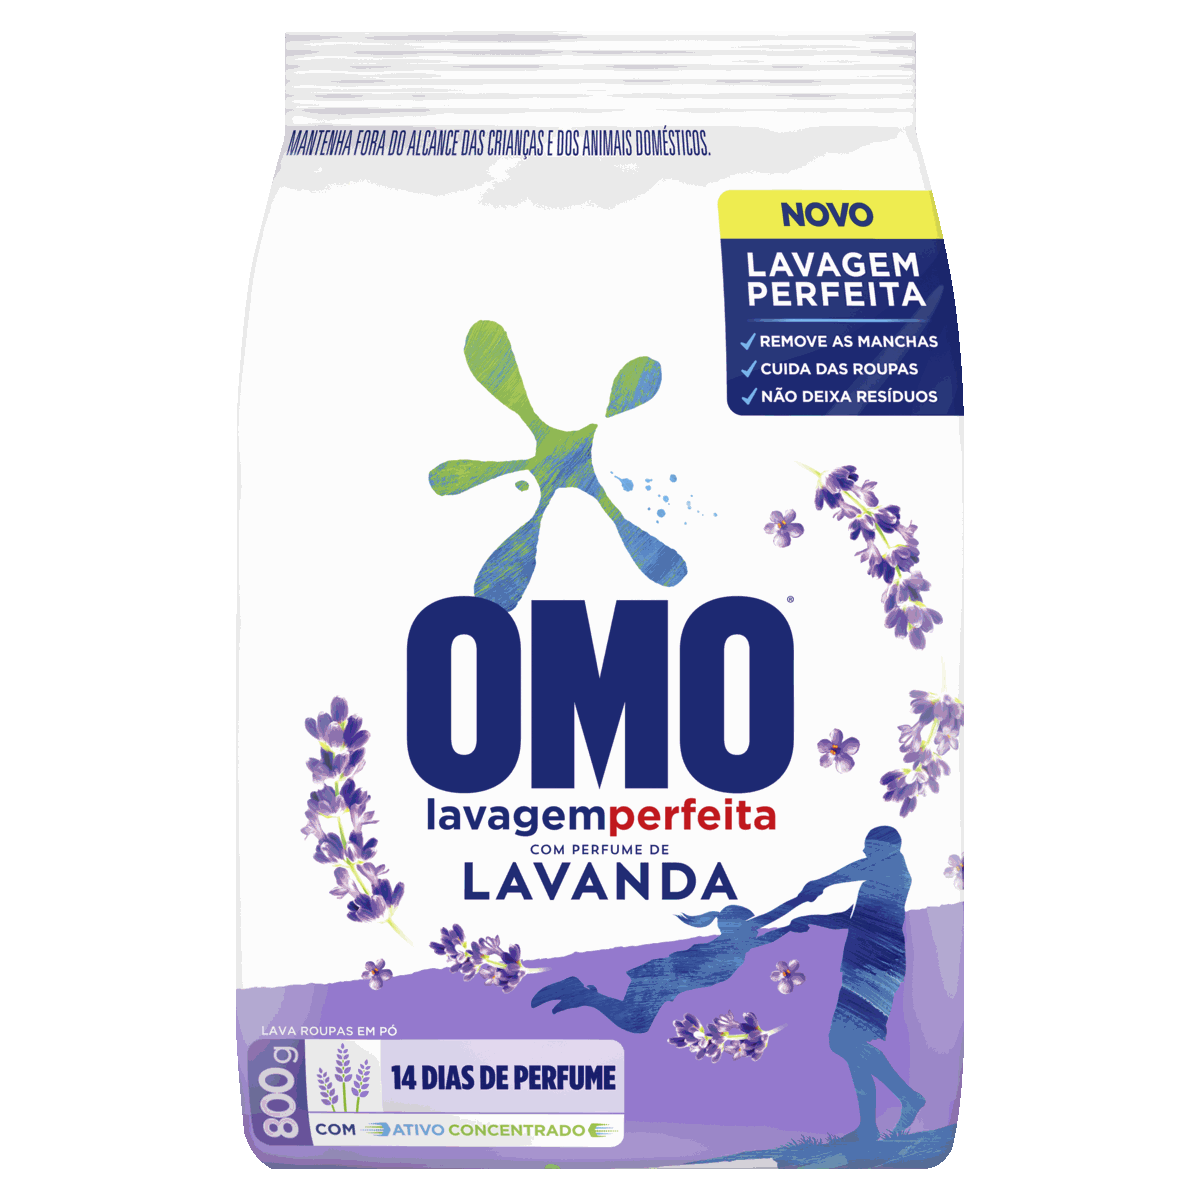 MANTENHA FORA DO ALCANCE DAS CRIANÇAS E DOS ANIMAIS DOMÉSTICOS.
NOVO
LAVAGEM
PERFEITA
REMOVE AS MANCHAS
CUIDA DAS ROUPAS
NÃO DEIXA RESÍDUOS
OMO®
lavagemperfeita
COM PERFUME DE
LAVANDA
LAVA ROUPAS EM PÓ
800g
14 DIAS DE PERFUME
COM ATIVO CONCENTRADO